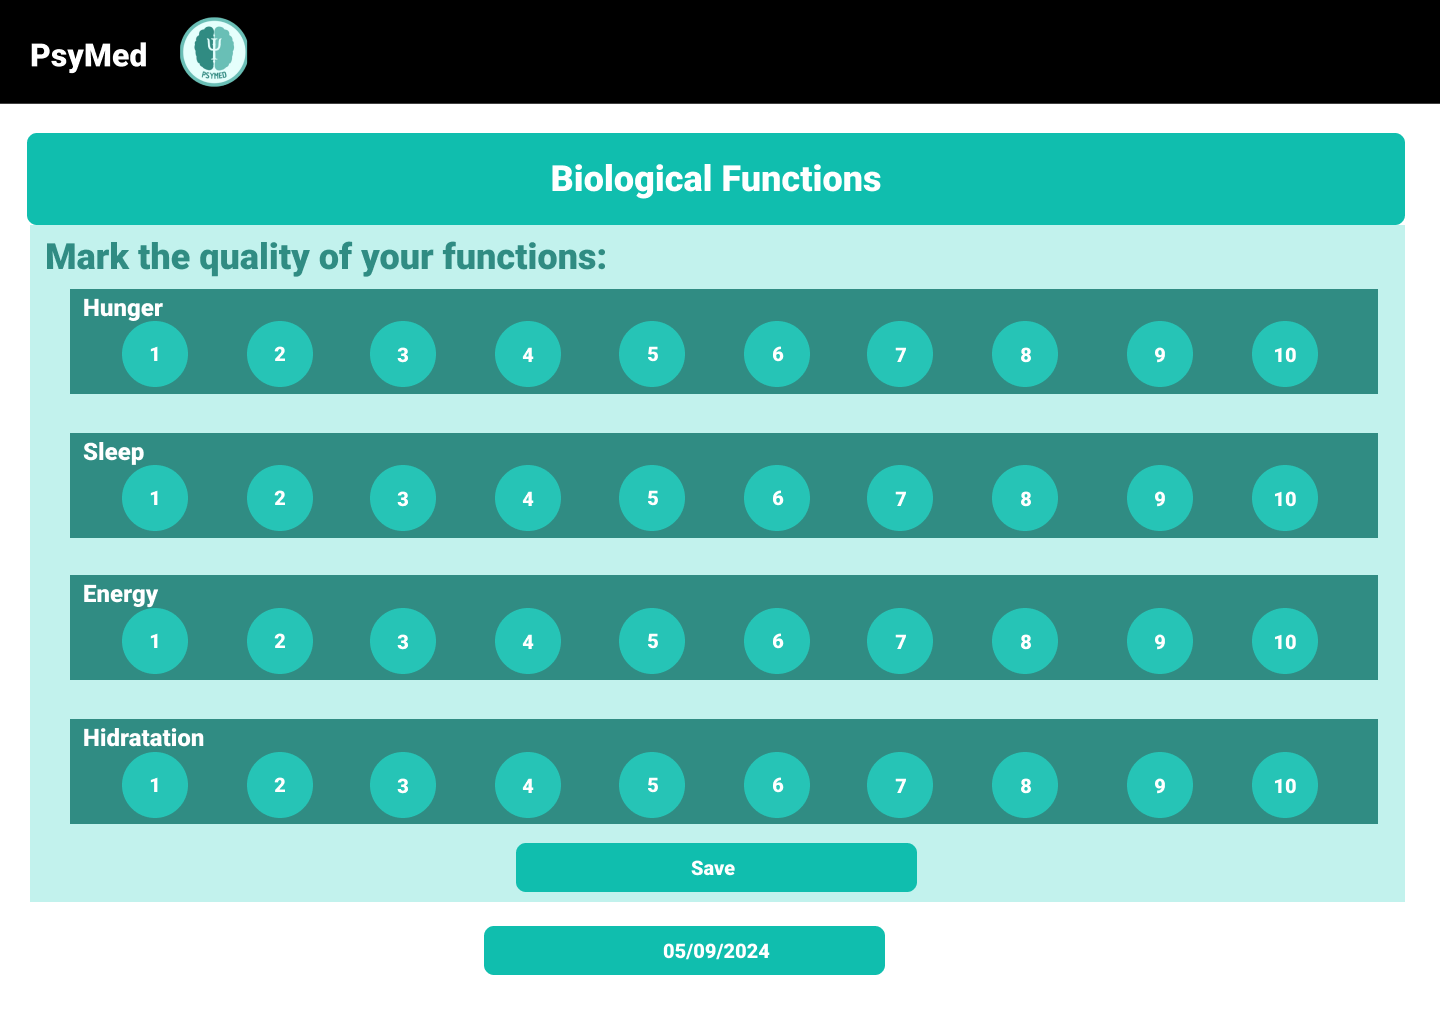 PsyMed
Ψ
PSYMED
Biological Functions
Mark the quality of your functions:
Hunger
1 2 3 4 5 6 7 8 9 10
Sleep
1 2 3 4 5 6 7 8 9 10
Energy
1 2 3 4 5 6 7 8 9 10
Hidratation
1 2 3 4 5 6 7 8 9 10
Save
05/09/2024